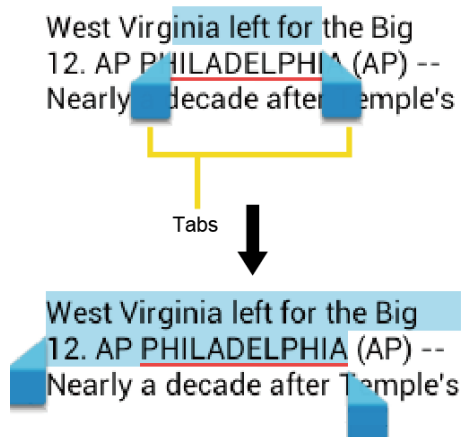 West Virginia left for the Big
12. AP PHILADELPHIA (AP) --
Nearly a decade after Temple's
Tabs
West Virginia left for the Big
12. AP PHILADELPHIA (AP) --
Nearly a decade after Temple's